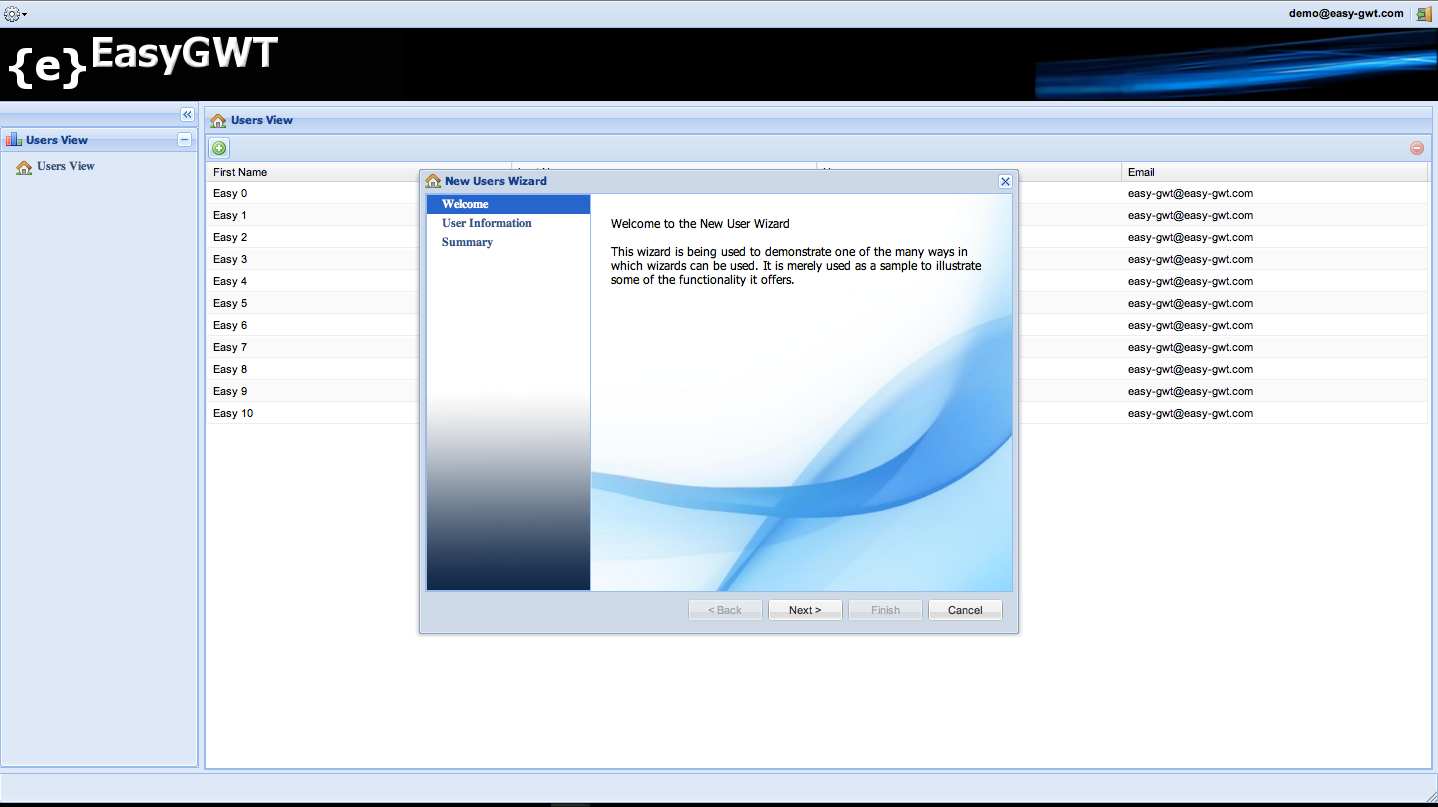 demo@easy-gwt.com
{e}EasyGWT
Users View
Users View
Users View
First Name
Email
Easy 0
easy-gwt@easy-gwt.com
Easy 1
easy-gwt@easy-gwt.com
Easy 2
easy-gwt@easy-gwt.com
Easy 3
easy-gwt@easy-gwt.com
Easy 4
easy-gwt@easy-gwt.com
Easy 5
easy-gwt@easy-gwt.com
Easy 6
easy-gwt@easy-gwt.com
Easy 7
easy-gwt@easy-gwt.com
Easy 8
easy-gwt@easy-gwt.com
Easy 9
easy-gwt@easy-gwt.com
Easy 10
easy-gwt@easy-gwt.com
New Users Wizard
Welcome
User Information
Summary
Welcome to the New User Wizard
This wizard is being used to demonstrate one of the many ways in
which wizards can be used. It is merely used as a sample to illustrate
some of the functionality it offers.
< Back
Next >
Finish
Cancel